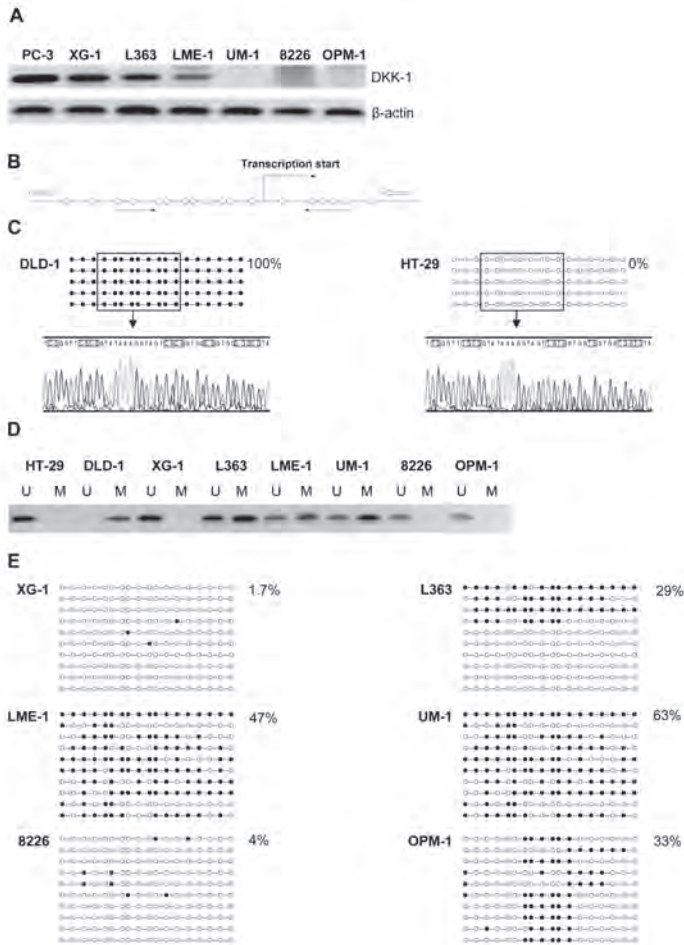 A
PC-3 XG-1 L363 LME-1 UM-1 8226 OPM-1
DKK-1
β-actin
B
Transcription start
C
DLD-1 100% HT-29 0%
D
HT-29 DLD-1 XG-1 L363 LME-1 UM-1 8226 OPM-1
U M U M U M U M U M U M U M U M
E
XG-1 1.7% L363 29%
LME-1 47% UM-1 63%
8226 4% OPM-1 33%